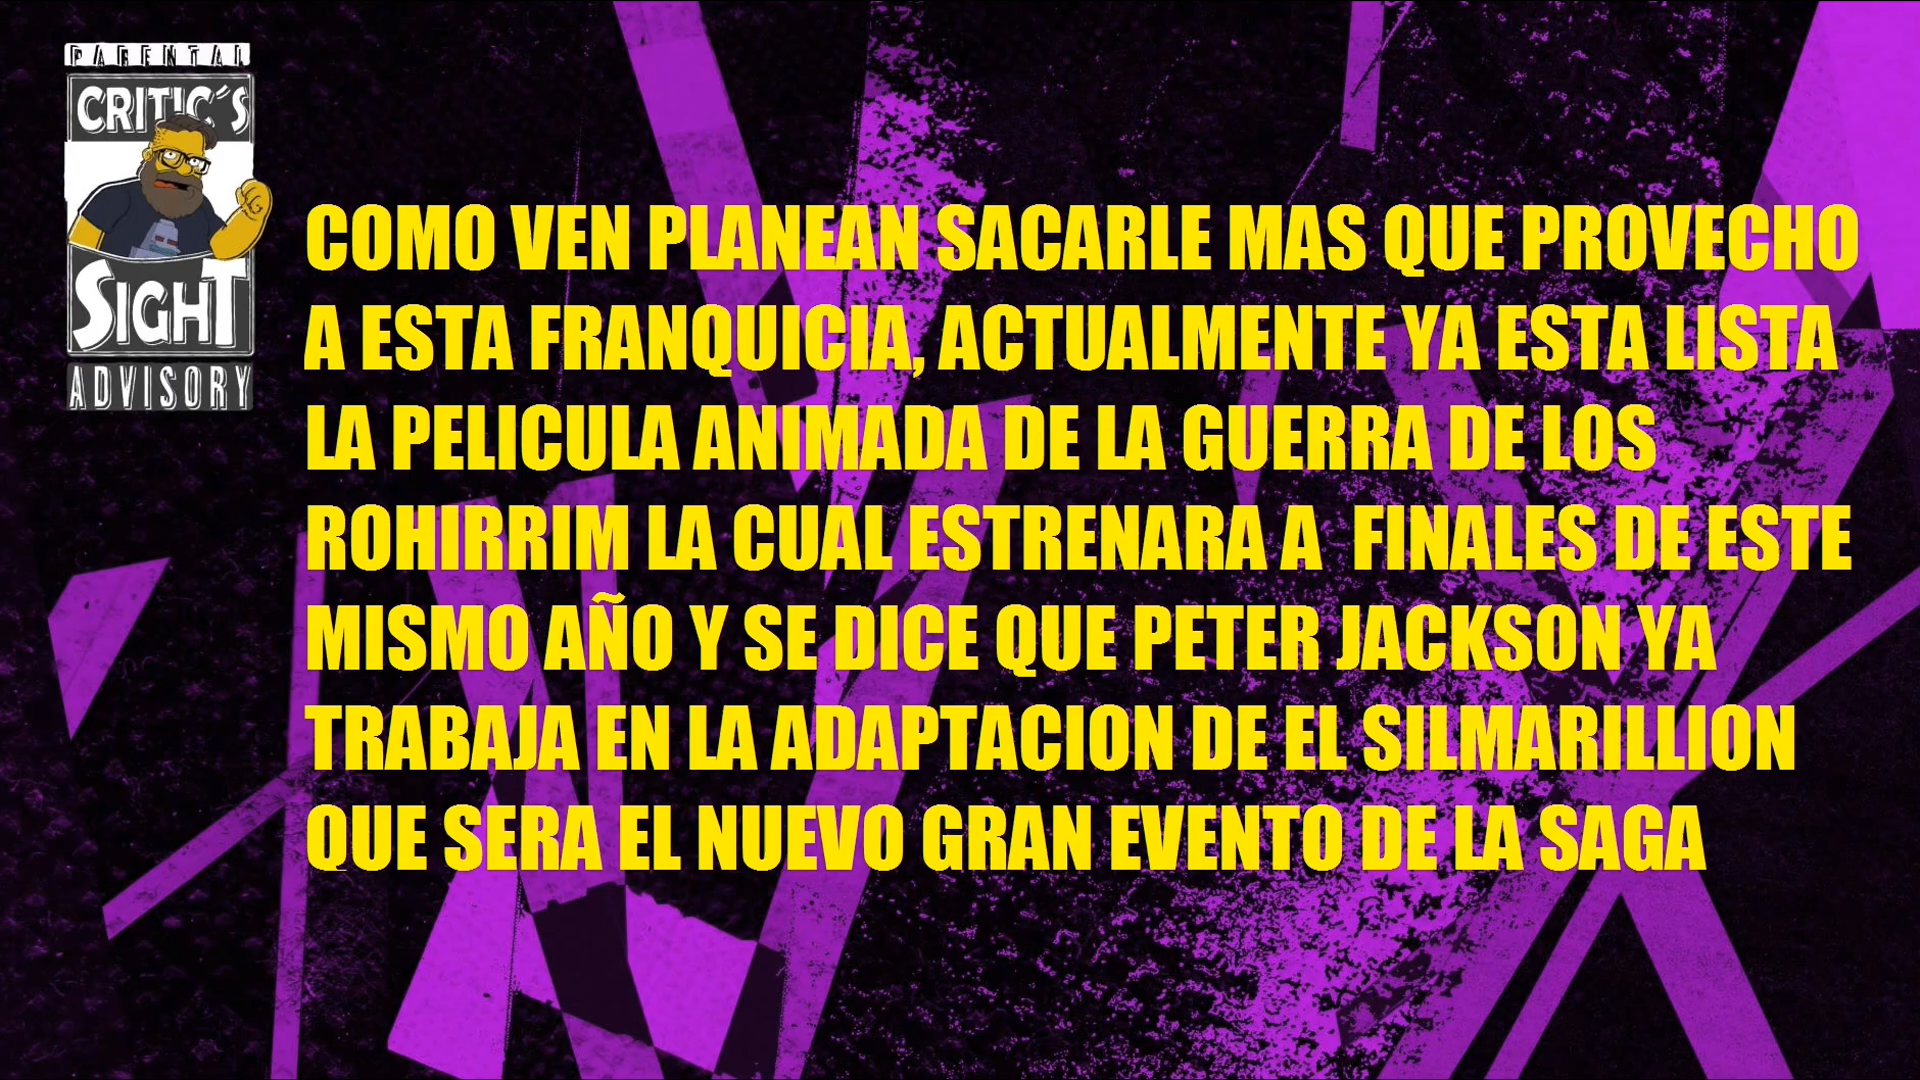 PARENTAL
CRITIC´S
SIGHT
ADVISORY
COMO VEN PLANEAN SACARLE MAS QUE PROVECHO
A ESTA FRANQUICIA, ACTUALMENTE YA ESTA LISTA
LA PELICULA ANIMADA DE LA GUERRA DE LOS
ROHIRRIM LA CUAL ESTRENARA A FINALES DE ESTE
MISMO AÑO Y SE DICE QUE PETER JACKSON YA
TRABAJA EN LA ADAPTACION DE EL SILMARILLION
QUE SERA EL NUEVO GRAN EVENTO DE LA SAGA